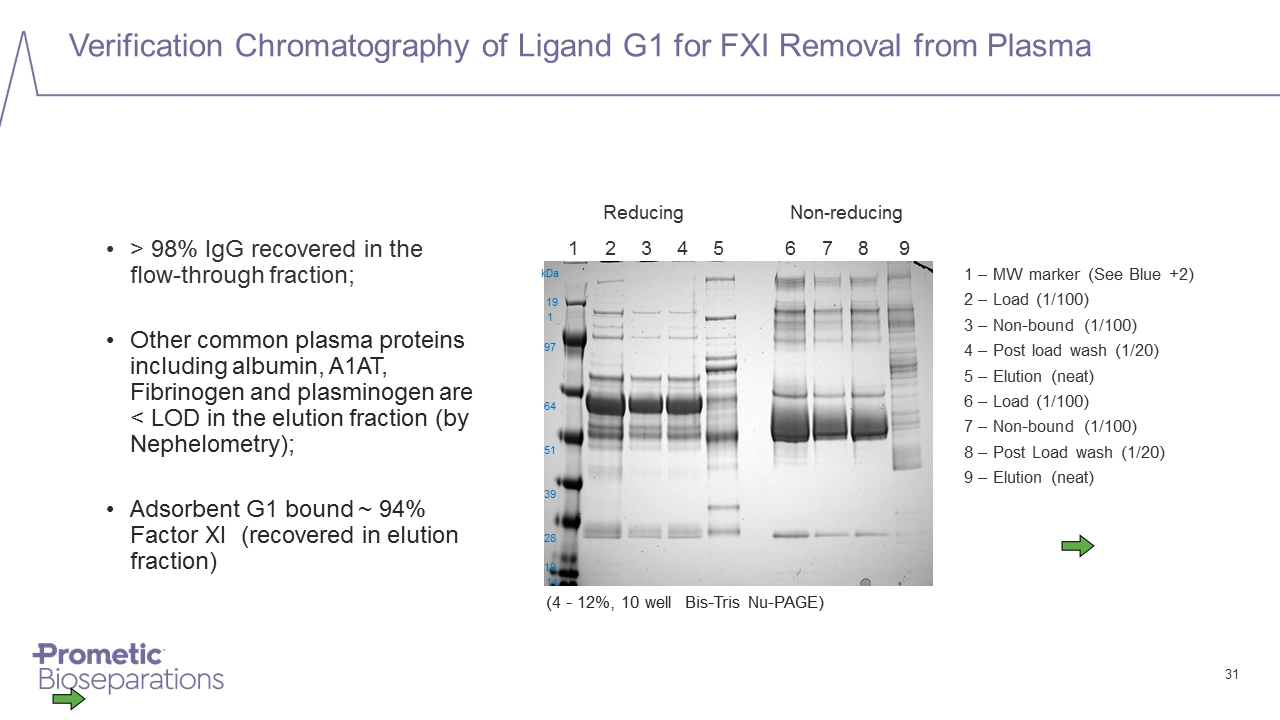 Verification Chromatography of Ligand G1 for FXI Removal from Plasma
• > 98% IgG recovered in the
flow-through fraction;
• Other common plasma proteins
including albumin, A1AT,
Fibrinogen and plasminogen are
< LOD in the elution fraction (by
Nephelometry);
• Adsorbent G1 bound ~ 94%
Factor XI (recovered in elution
fraction)
Reducing Non-reducing
1 2 3 4 5 6 7 8 9
kDa
19
1
97
64
51
39
28
19
14
(4 - 12%, 10 well Bis-Tris Nu-PAGE)
1 – MW marker (See Blue +2)
2 – Load (1/100)
3 – Non-bound (1/100)
4 – Post load wash (1/20)
5 – Elution (neat)
6 – Load (1/100)
7 – Non-bound (1/100)
8 – Post Load wash (1/20)
9 – Elution (neat)
Prometic
Bioseparations
31